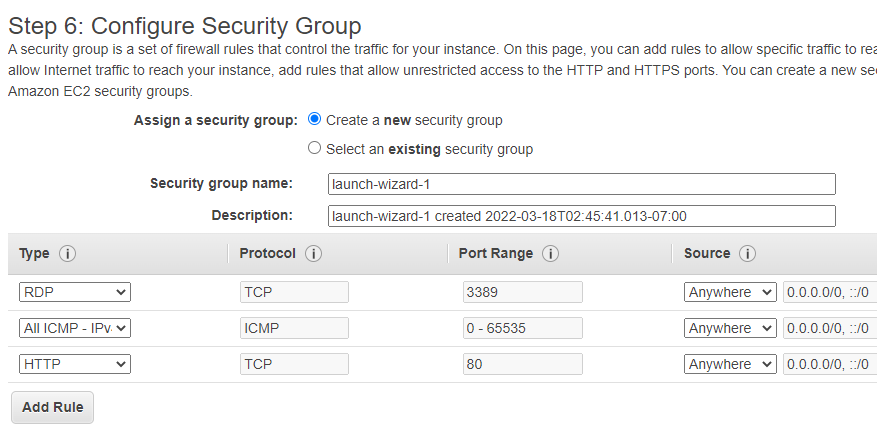 Step 6: Configure Security Group
A security group is a set of firewall rules that control the traffic for your instance. On this page, you can add rules to allow specific traffic to rea
allow Internet traffic to reach your instance, add rules that allow unrestricted access to the HTTP and HTTPS ports. You can create a new sec
Amazon EC2 security groups.
Assign a security group: Create a new security group
Select an existing security group
Security group name: launch-wizard-1
Description: launch-wizard-1 created 2022-03-18T02:45:41.013-07:00
Type i Protocol i Port Range i Source i
RDP TCP 3389 Anywhere 0.0.0.0/0, ::/0
All ICMP - IPv ICMP 0 - 65535 Anywhere 0.0.0.0/0, ::/0
HTTP TCP 80 Anywhere 0.0.0.0/0, ::/0
Add Rule